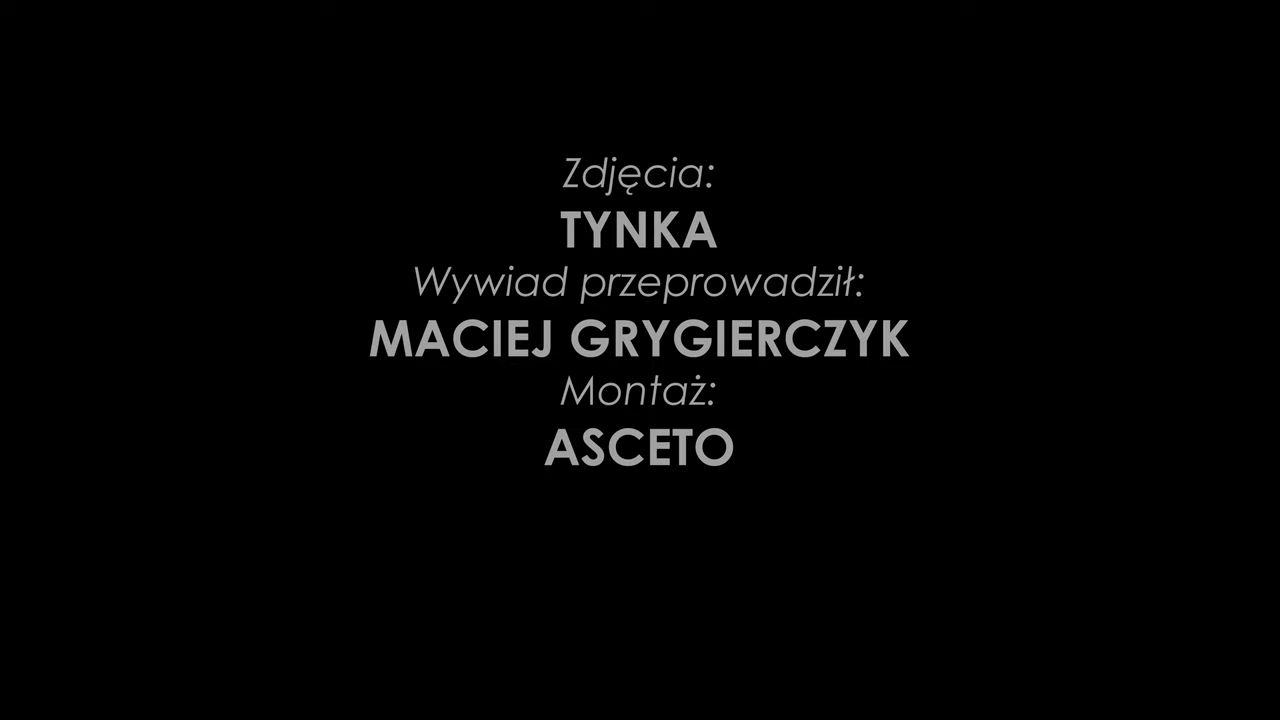 Zdjęcia:
TYNKA
Wywiad przeprowadził:
MACIEJ GRYGIERCZYK
Montaż:
ASCETO